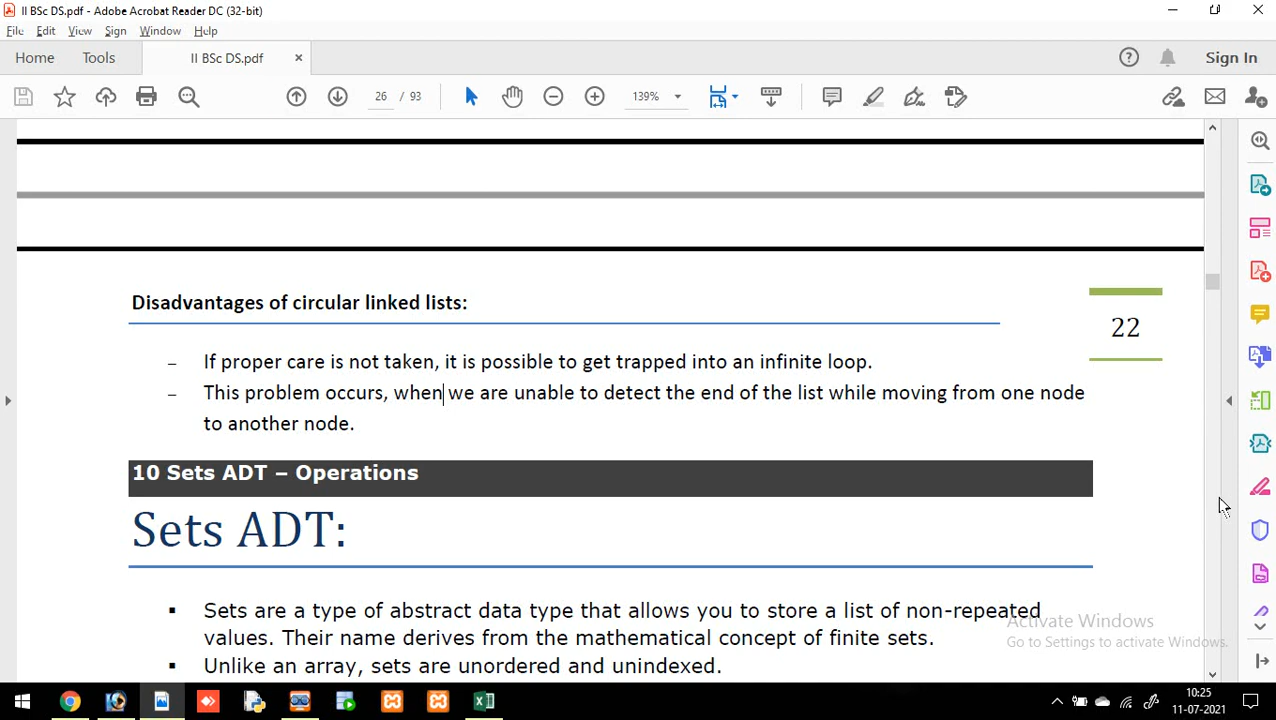 II BSc DS.pdf - Adobe Acrobat Reader DC (32-bit)
File Edit View Sign Window Help
Home Tools II BSc DS.pdf × Sign In
26 / 93 139%
Disadvantages of circular linked lists:
22
– If proper care is not taken, it is possible to get trapped into an infinite loop.
– This problem occurs, when we are unable to detect the end of the list while moving from one node
to another node.
10 Sets ADT – Operations
Sets ADT:
▪ Sets are a type of abstract data type that allows you to store a list of non-repeated
values. Their name derives from the mathematical concept of finite sets.
▪ Unlike an array, sets are unordered and unindexed.
Activate Windows
Go to Settings to activate Windows.
10:25
11-07-2021